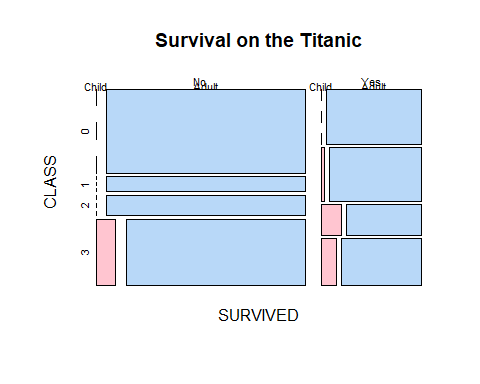 Survival on the Titanic
No Yes
Child Adult Child Adult
0
1
2
3
CLASS
SURVIVED